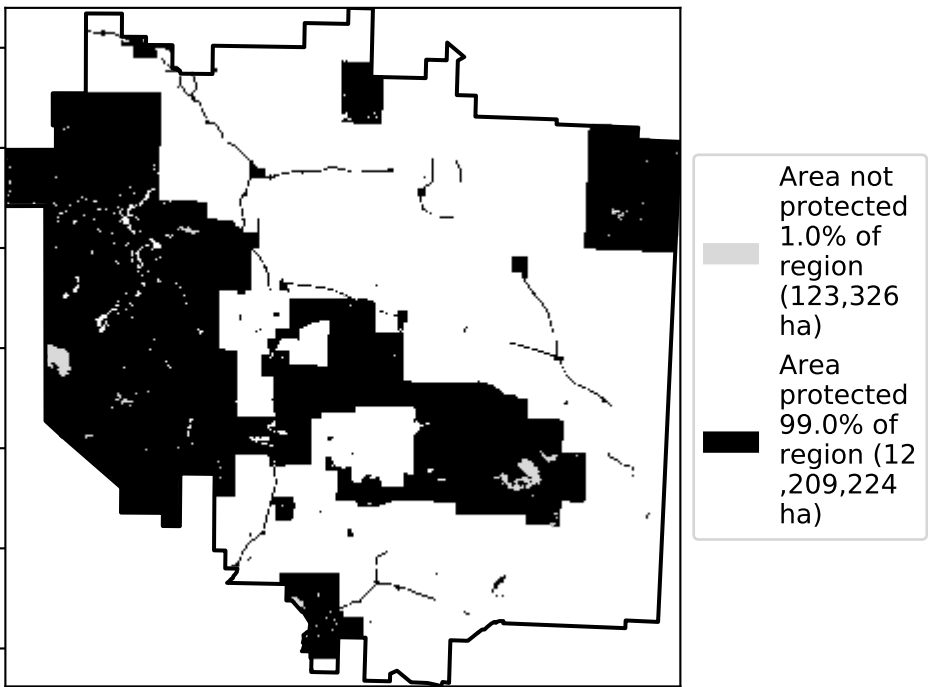 Area not
protected
1.0% of
region
(123,326
ha)
Area
protected
99.0% of
region (12
,209,224
ha)